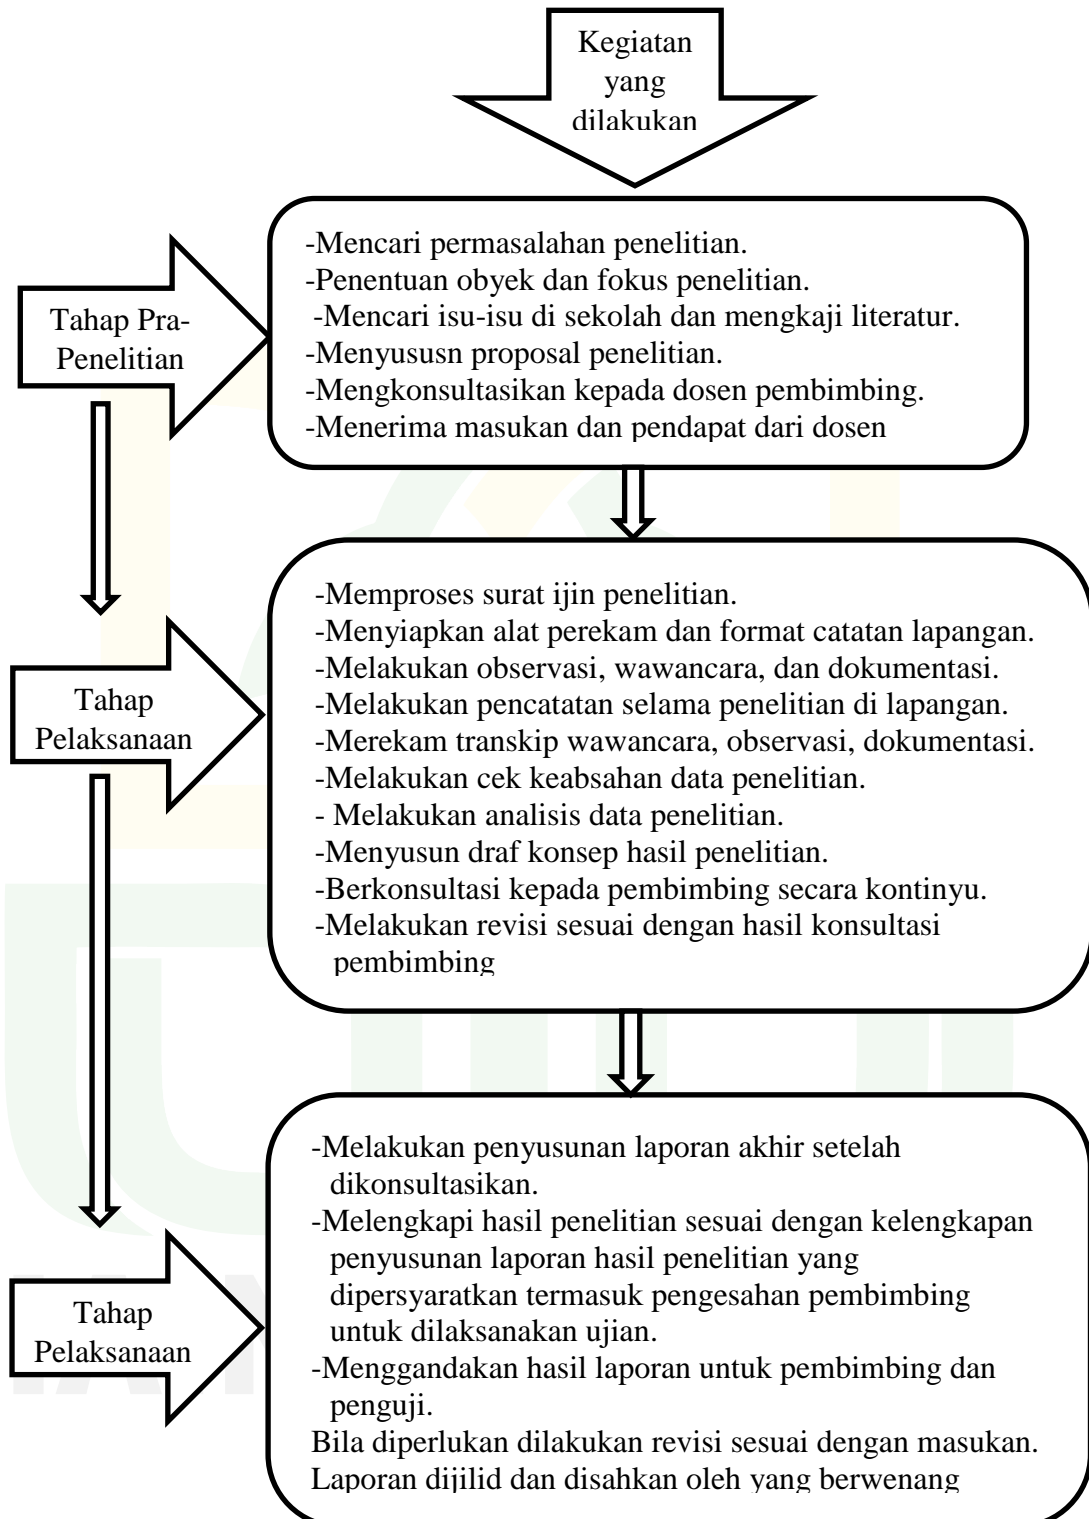 Kegiatan
yang
dilakukan
Tahap Pra-
Penelitian
-Mencari permasalahan penelitian.
-Penentuan obyek dan fokus penelitian.
-Mencari isu-isu di sekolah dan mengkaji literatur.
-Menyususn proposal penelitian.
-Mengkonsultasikan kepada dosen pembimbing.
-Menerima masukan dan pendapat dari dosen
Tahap
Pelaksanaan
-Memproses surat ijin penelitian.
-Menyiapkan alat perekam dan format catatan lapangan.
-Melakukan observasi, wawancara, dan dokumentasi.
-Melakukan pencatatan selama penelitian di lapangan.
-Merekam transkip wawancara, observasi, dokumentasi.
-Melakukan cek keabsahan data penelitian.
- Melakukan analisis data penelitian.
-Menyusun draf konsep hasil penelitian.
-Berkonsultasi kepada pembimbing secara kontinyu.
-Melakukan revisi sesuai dengan hasil konsultasi
pembimbing
Tahap
Pelaksanaan
-Melakukan penyusunan laporan akhir setelah
dikonsultasikan.
-Melengkapi hasil penelitian sesuai dengan kelengkapan
penyusunan laporan hasil penelitian yang
dipersyaratkan termasuk pengesahan pembimbing
untuk dilaksanakan ujian.
-Menggandakan hasil laporan untuk pembimbing dan
penguji.
Bila diperlukan dilakukan revisi sesuai dengan masukan.
Laporan dijilid dan disahkan oleh yang berwenang